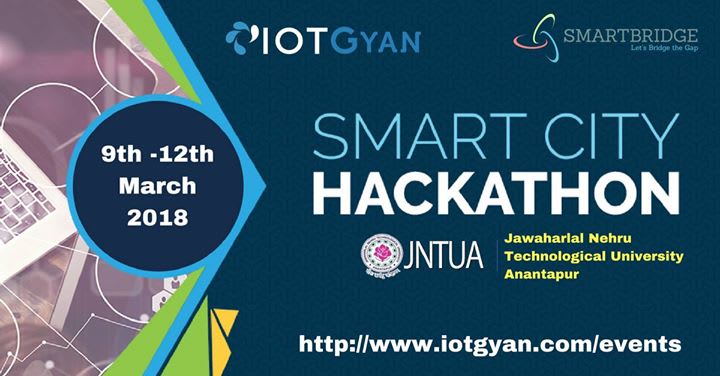 IOTGYAN
SMARTBRIDGE
Let's Bridge the Gap
9th -12th
March
2018
SMART CITY
HACKATHON
JNTUA
Jawaharlal Nehru
Technological University
Anantapur
http://www.iotgyan.com/events